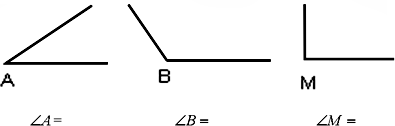 A B M
∠A= ∠B = ∠M =